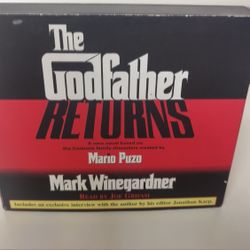 The
Godfather
RETURNS
A new novel based on
the Corleone family characters created by
Mario Puzo
Mark Winegardner
READ BY JOE GRIFASI
Includes an exclusive interview with the author by his editor Jonathan Karp.